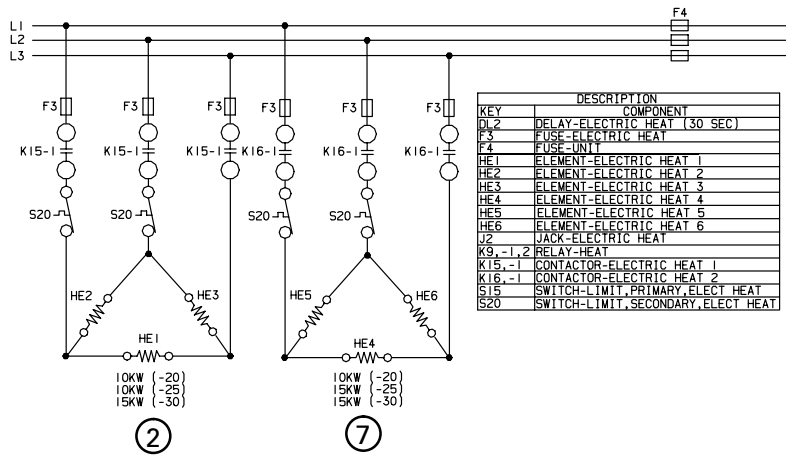 F4
L1
L2
L3
F3 F3 F3 F3 F3 F3
K15-1 K15-1 K15-1 K16-1 K16-1 K16-1
S20 S20 S20 S20
HE2 HE3 HE5 HE6
HE1 HE4
10KW (-20) 10KW (-20)
10KW (-25) 15KW (-25)
15KW (-30) 15KW (-30)
2 7
DESCRIPTION
KEY COMPONENT
DL2 DELAY-ELECTRIC HEAT (30 SEC)
F3 FUSE-ELECTRIC HEAT
F4 FUSE-UNIT
HE1 ELEMENT-ELECTRIC HEAT 1
HE2 ELEMENT-ELECTRIC HEAT 2
HE3 ELEMENT-ELECTRIC HEAT 3
HE4 ELEMENT-ELECTRIC HEAT 4
HE5 ELEMENT-ELECTRIC HEAT 5
HE6 ELEMENT-ELECTRIC HEAT 6
J2 JACK-ELECTRIC HEAT
K9,-1,2 RELAY-HEAT
K15,-1 CONTACTOR-ELECTRIC HEAT 1
K16,-1 CONTACTOR-ELECTRIC HEAT 2
S15 SWITCH-LIMIT,PRIMARY,ELECT HEAT
S20 SWITCH-LIMIT,SECONDARY,ELECT HEAT